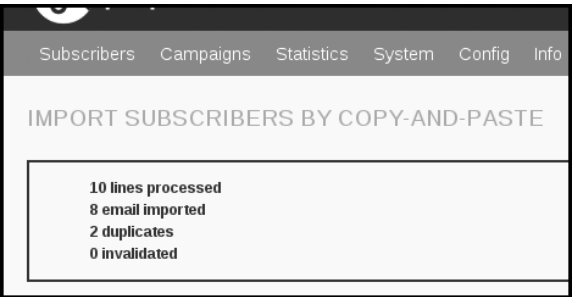 Subscribers Campaigns Statistics System Config Info
IMPORT SUBSCRIBERS BY COPY-AND-PASTE
10 lines processed
8 email imported
2 duplicates
0 invalidated